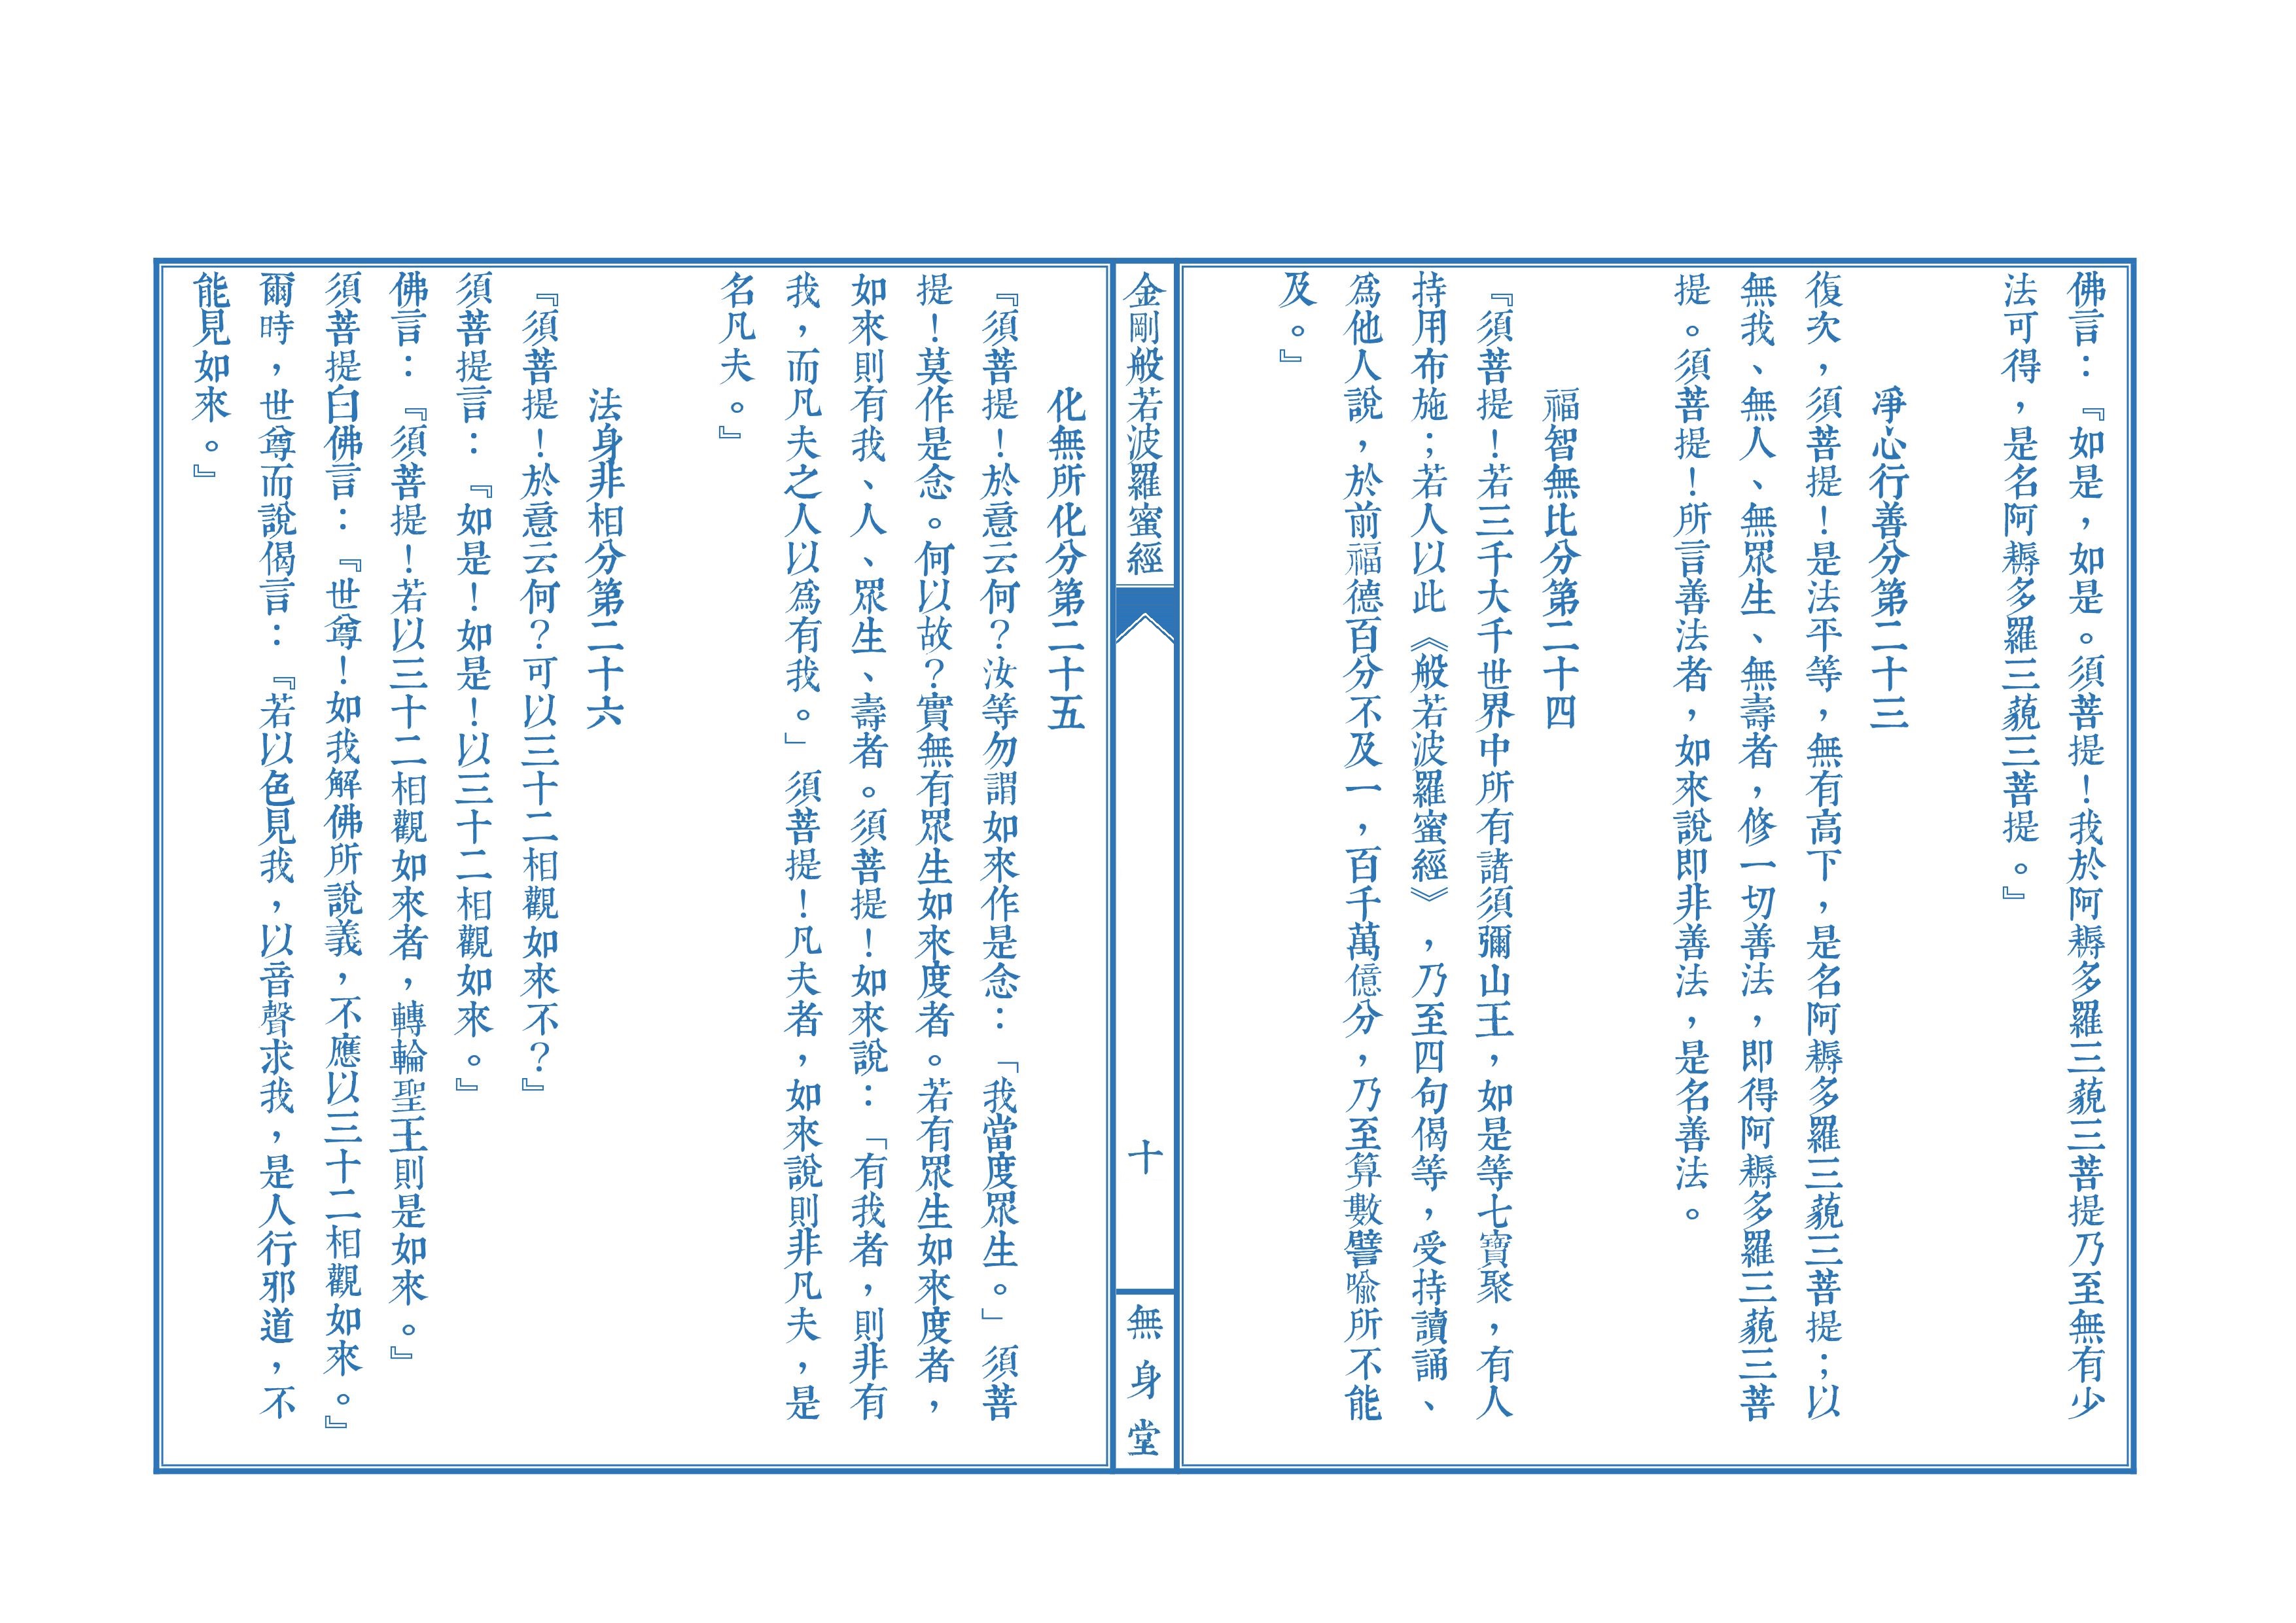 佛言：『如是，如是。須菩提！我於阿耨多羅三藐三菩提乃至無有少
法可得，是名阿耨多羅三藐三菩提。』
淨心行善分第二十三
復次，須菩提！是法平等，無有高下，是名阿耨多羅三藐三菩提；以
無我、無人、無眾生、無壽者，修一切善法，即得阿耨多羅三藐三菩
提。須菩提！所言善法者，如來說即非善法，是名善法。
福智無比分第二十四
『須菩提！若三千大千世界中所有諸須彌山王，如是等七寶聚，有人
持用布施；若人以此《般若波羅蜜經》，乃至四句偈等，受持讀誦、
為他人說，於前福德百分不及一，百千萬億分，乃至算數譬喻所不能
及。』
金剛般若波羅蜜經
十
無身堂
化無所化分第二十五
『須菩提！於意云何？汝等勿謂如來作是念：「我當度眾生。」須菩
提！莫作是念。何以故？實無有眾生如來度者。若有眾生如來度者，
如來則有我、人、眾生、壽者。須菩提！如來說：「有我者，則非有
我，而凡夫之人以為有我。」須菩提！凡夫者，如來說則非凡夫，是
名凡夫。』
法身非相分第二十六
『須菩提！於意云何？可以三十二相觀如來不？』
須菩提言：『如是！如是！以三十二相觀如來。』
佛言：『須菩提！若以三十二相觀如來者，轉輪聖王則是如來。』
須菩提白佛言：『世尊！如我解佛所說義，不應以三十二相觀如來。』
爾時，世尊而說偈言：『若以色見我，以音聲求我，是人行邪道，不
能見如來。』